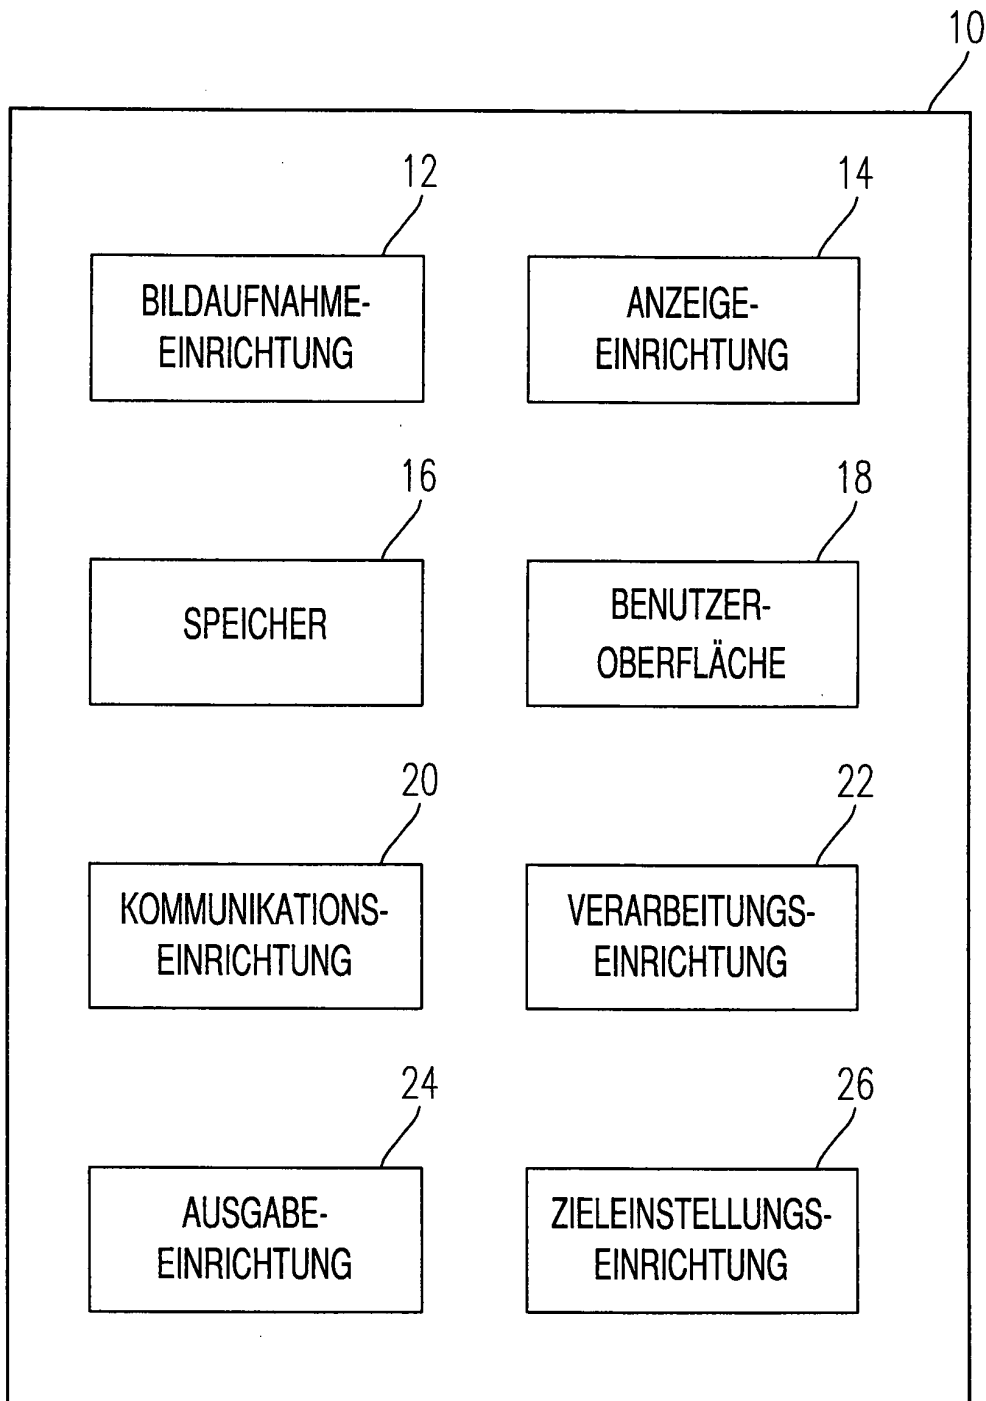 10
12
14
BILDAUFNAHME-
EINRICHTUNG
ANZEIGE-
EINRICHTUNG
16
18
SPEICHER
BENUTZER-
OBERFLÄCHE
20
22
KOMMUNIKATIONS-
EINRICHTUNG
VERARBEITUNGS-
EINRICHTUNG
24
26
AUSGABE-
EINRICHTUNG
ZIELEINSTELLUNGS-
EINRICHTUNG